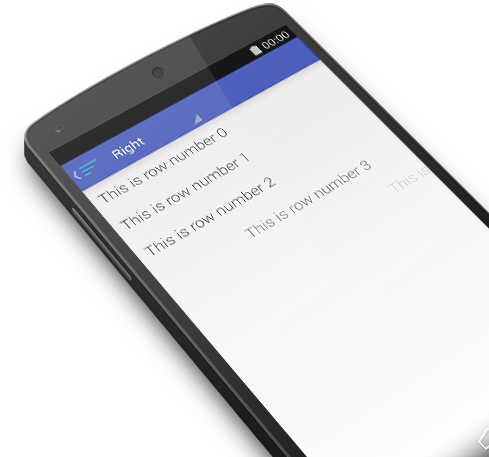 00:00
Right
This is row number 0
This is row number 1
This is row number 2
This is row number 3
This is